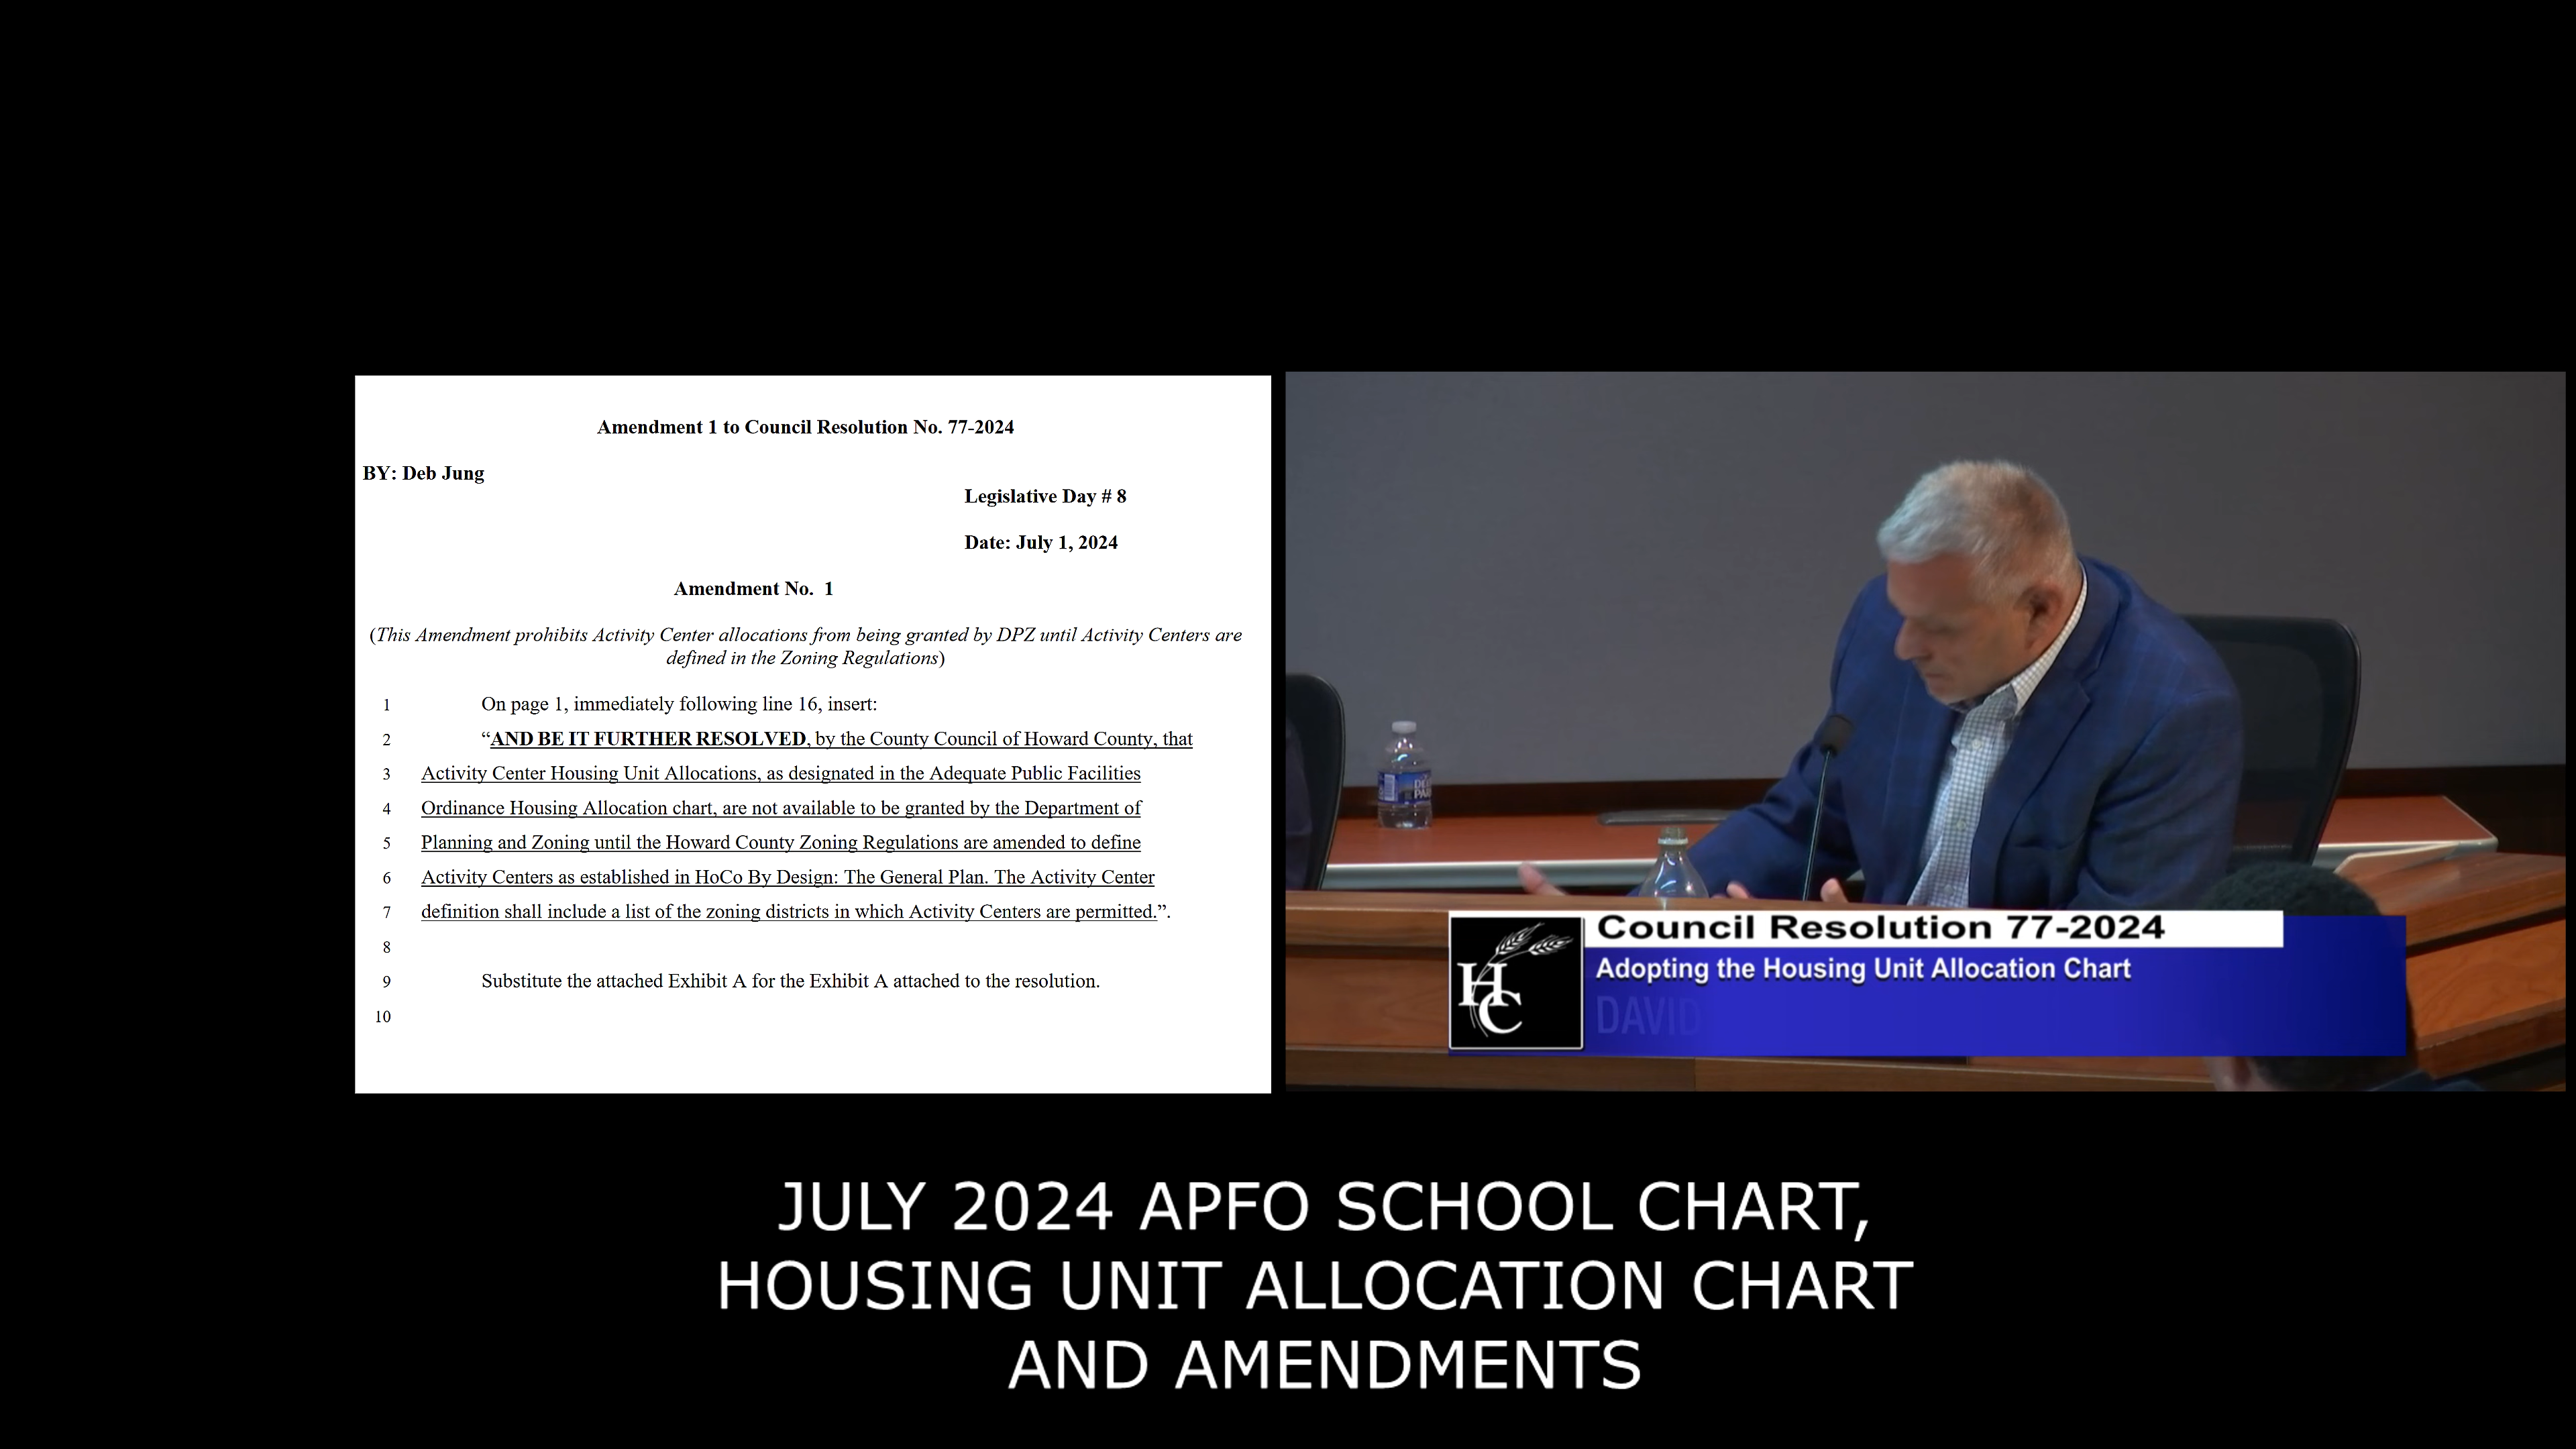 Amendment 1 to Council Resolution No. 77-2024
BY: Deb Jung
Legislative Day # 8
Date: July 1, 2024
Amendment No. 1
(This Amendment prohibits Activity Center allocations from being granted by DPZ until Activity Centers are
defined in the Zoning Regulations)
1 On page 1, immediately following line 16, insert:
2 “AND BE IT FURTHER RESOLVED, by the County Council of Howard County, that
3 Activity Center Housing Unit Allocations, as designated in the Adequate Public Facilities
4 Ordinance Housing Allocation chart, are not available to be granted by the Department of
5 Planning and Zoning until the Howard County Zoning Regulations are amended to define
6 Activity Centers as established in HoCo By Design: The General Plan. The Activity Center
7 definition shall include a list of the zoning districts in which Activity Centers are permitted.”.
8
9 Substitute the attached Exhibit A for the Exhibit A attached to the resolution.
10
HC
Council Resolution 77-2024
Adopting the Housing Unit Allocation Chart
DAVID
JULY 2024 APFO SCHOOL CHART,
HOUSING UNIT ALLOCATION CHART
AND AMENDMENTS